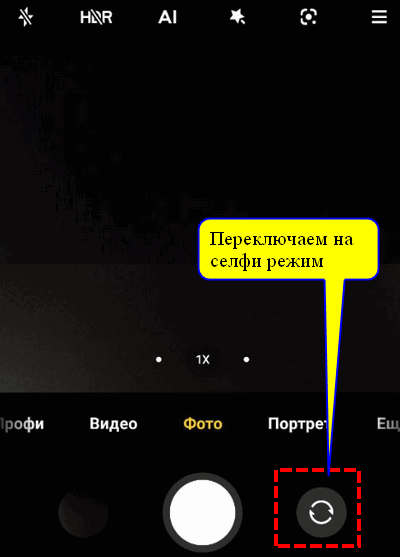 HDR AI
Переключаем на
селфи режим
1X
Профи Видео Фото Портрет Ещ